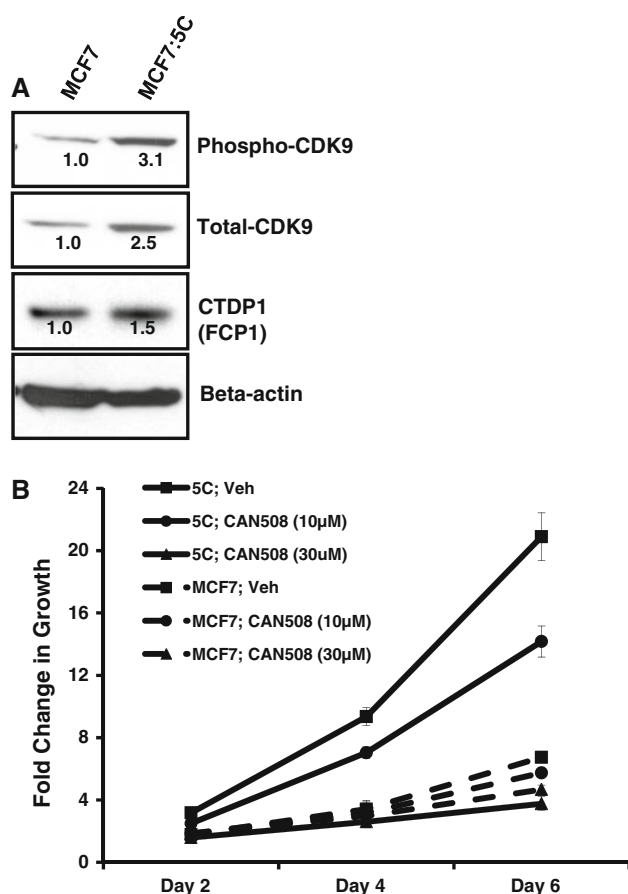 A
MCF7
MCF7:5C
1.0
3.1
Phospho-CDK9
1.0
2.5
Total-CDK9
1.0
1.5
CTDP1
(FCP1)
Beta-actin
B
24
20
16
12
8
4
0
Fold Change in Growth
5C; Veh
5C; CAN508 (10µM)
5C; CAN508 (30uM)
MCF7; Veh
MCF7; CAN508 (10µM)
MCF7; CAN508 (30µM)
Day 2
Day 4
Day 6